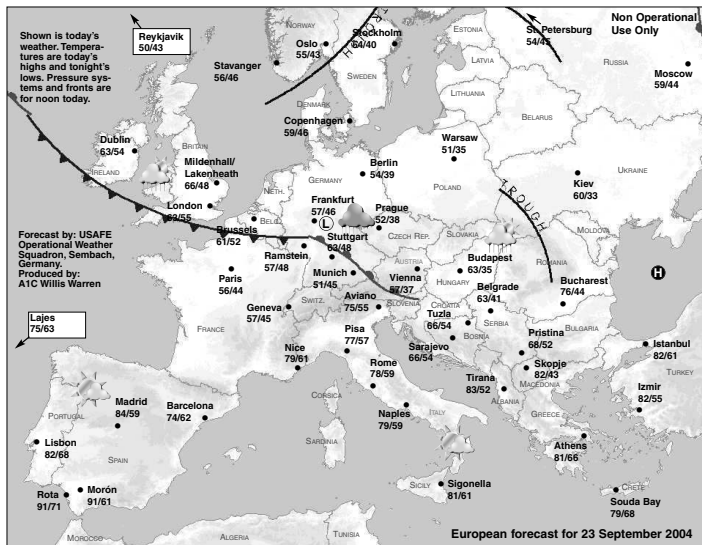 Shown is today's
weather. Tempera-
tures are today's
highs and tonight's
lows. Pressure sys-
tems and fronts are
for noon today.
Reykjavik
50/43
Non Operational
Use Only
NORWAY
Oslo
55/43
Stockholm
54/40
St. Petersburg
54/45
ESTONIA
RUSSIA
Stavanger
56/46
SWEDEN
LATVIA
Moscow
59/44
LITHUANIA
DENMARK
Copenhagen
59/46
BELARUS
Dublin
63/54
BRITAIN
IRELAND
Mildenhall/
Lakenheath
66/48
London
63/55
NETH.
GERMANY
Berlin
54/39
Warsaw
51/35
POLAND
TROUGH
UKRAINE
Kiev
60/33
Brussels
61/52
BELG.
Frankfurt
57/46
L
Prague
52/38
CZECH REP.
Stuttgart
63/48
Ramstein
57/48
Munich
51/45
SLOVAKIA
MOLDOVA
Forecast by: USAFE
Operational Weather
Squadron, Sembach,
Germany.
Produced by:
A1C Willis Warren
Paris
56/44
AUSTRIA
Vienna
57/37
Budapest
63/35
HUNGARY
ROMANIA
H
Lajes
75/63
Geneva
57/45
SWITZ.
Aviano
75/55
SLOVENIA
CROATIA
Belgrade
63/41
Bucharest
76/44
FRANCE
Tuzla
66/54
BOSNIA
SERBIA
BULGARIA
Pisa
77/57
Nice
79/61
Sarajevo
66/54
Pristina
68/52
Istanbul
82/61
Rome
78/59
Skopje
82/43
MACEDONIA
TURKEY
Tirana
83/52
ALBANIA
Izmir
82/55
Madrid
84/59
Barcelona
74/62
CORSICA
Naples
79/59
ITALY
GREECE
PORTUGAL
Lisbon
82/68
SPAIN
SARDINIA
Athens
81/66
Rota
91/71
Morón
91/61
SICILY
Sigonella
81/61
CRETE
Souda Bay
79/68
MOROCCO
ALGERIA
TUNISIA
European forecast for 23 September 2004